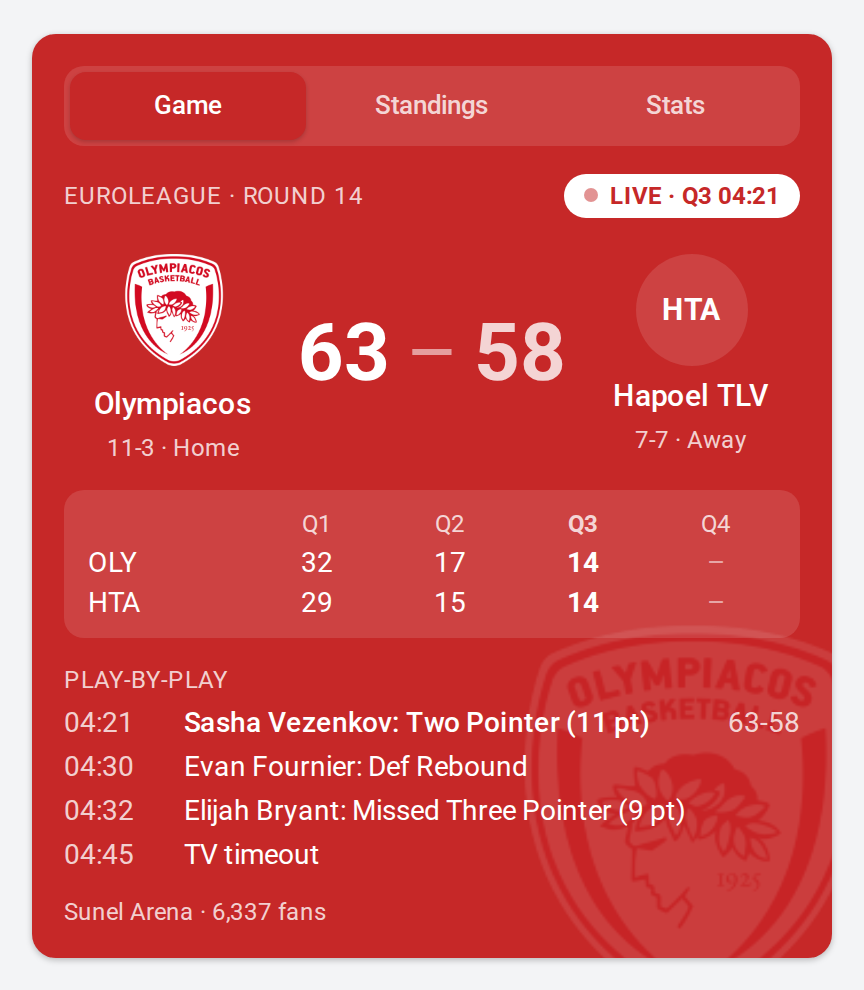 Game Standings Stats
EUROLEAGUE · ROUND 14 LIVE · Q3 04:21
OLYMPIACOS
BASKETBALL
1925
HTA
63 – 58
Olympiacos Hapoel TLV
11-3 · Home 7-7 · Away
Q1 Q2 Q3 Q4
OLY 32 17 14 –
HTA 29 15 14 –
PLAY-BY-PLAY
OLYMPIACOS
BASKETBALL
04:21 Sasha Vezenkov: Two Pointer (11 pt) 63-58
04:30 Evan Fournier: Def Rebound
04:32 Elijah Bryant: Missed Three Pointer (9 pt)
04:45 TV timeout
1925
Sunel Arena · 6,337 fans